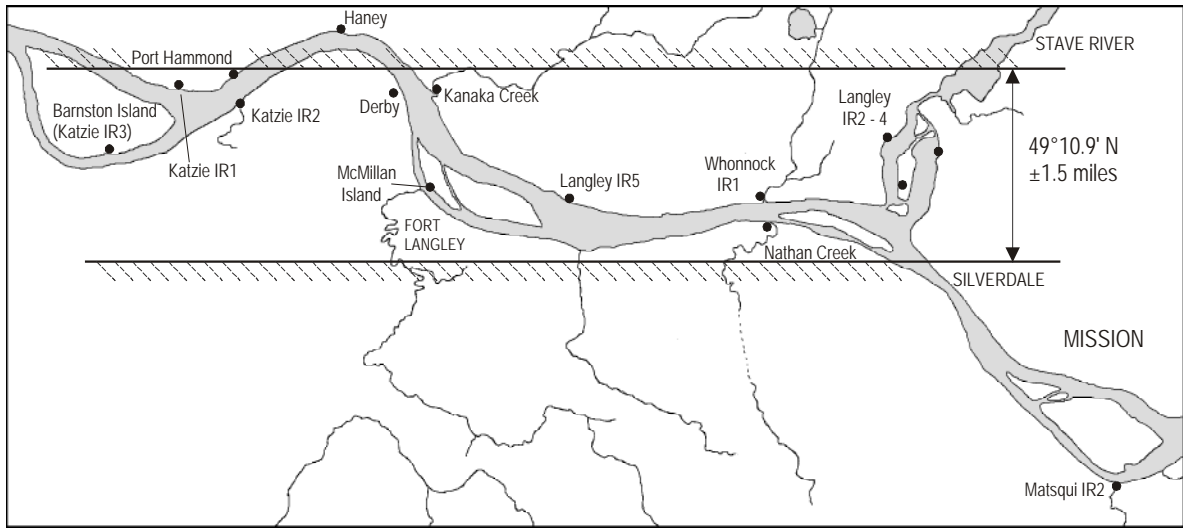 Haney
STAVE RIVER
Port Hammond
Barnston Island
(Katzie IR3)
Katzie IR2
Derby
Kanaka Creek
Langley
IR2 - 4
49°10.9' N
±1.5 miles
Katzie IR1
McMillan
Island
Langley IR5
Whonnock
IR1
FORT
LANGLEY
Nathan Creek
SILVERDALE
MISSION
Matsqui IR2